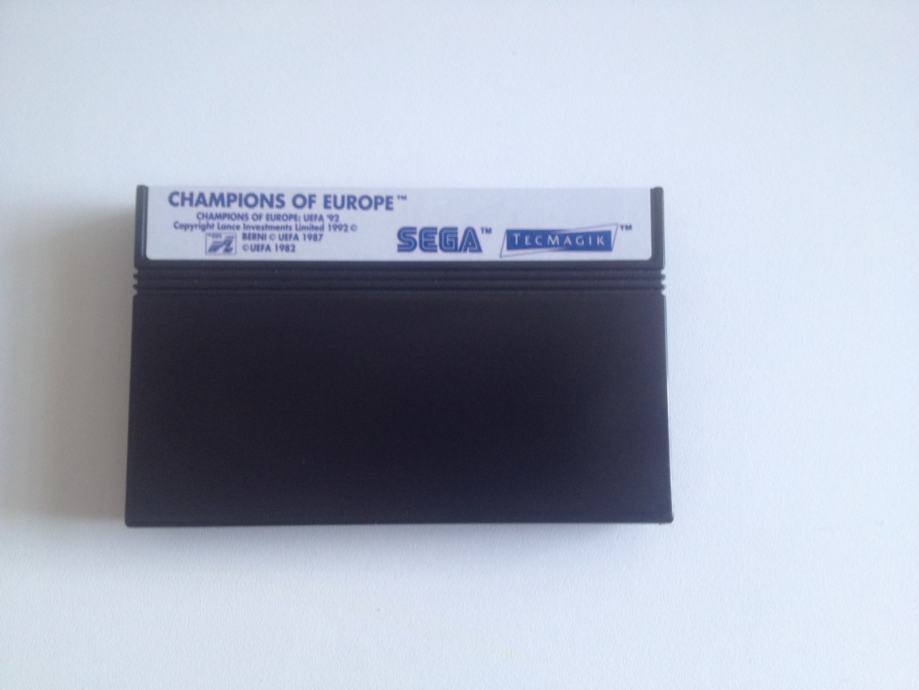 CHAMPIONS OF EUROPE™
CHAMPIONS OF EUROPE: UEFA '92
Copyright Lance Investments Limited 1992 ©
BERNI © UEFA 1987
© UEFA 1982
SEGA™
TECMAGIK™